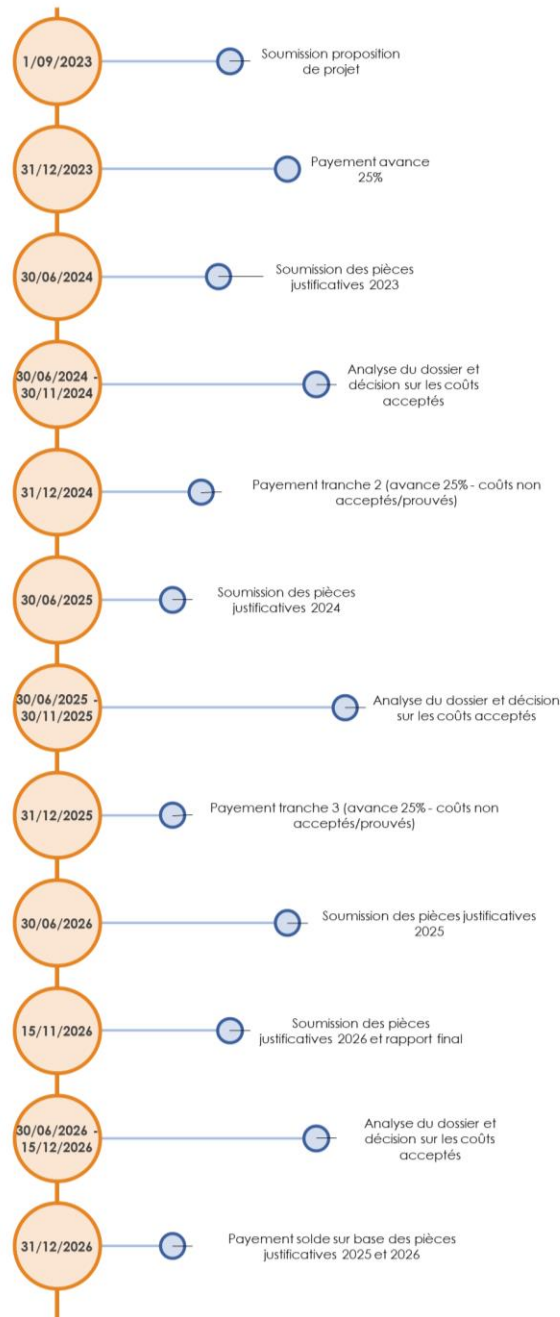 1/09/2023
Soumission proposition
de projet
31/12/2023
Payement avance
25%
30/06/2024
Soumission des pièces
justificatives 2023
30/06/2024 -
30/11/2024
Analyse du dossier et
décision sur les coûts
acceptés
31/12/2024
Payement tranche 2 (avance 25% - coûts non
acceptés/prouvés)
30/06/2025
Soumission des pièces
justificatives 2024
30/06/2025 -
30/11/2025
Analyse du dossier et décision
sur les coûts acceptés
31/12/2025
Payement tranche 3 (avance 25% - coûts non
acceptés/prouvés)
30/06/2026
Soumission des pièces justificatives
2025
15/11/2026
Soumission des pièces
justificatives 2026 et rapport final
30/06/2026 -
15/12/2026
Analyse du dossier et
décision sur les coûts
acceptés
31/12/2026
Payement solde sur base des pièces
justificatives 2025 et 2026